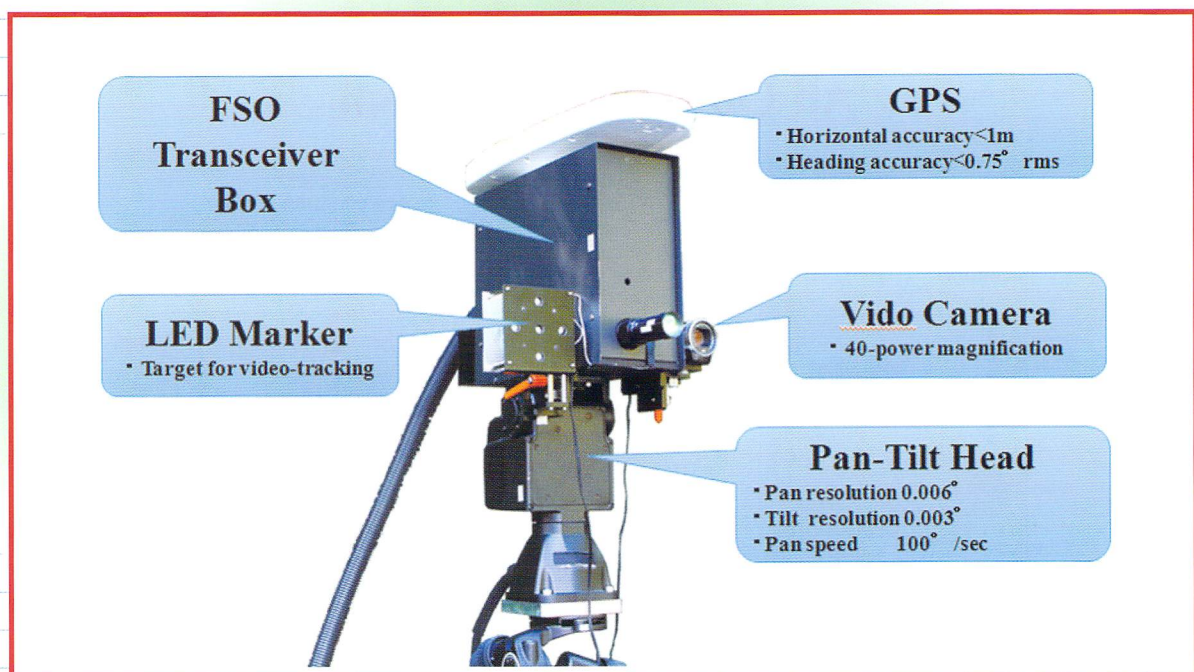 FSO
Transceiver
Box
GPS
▪ Horizontal accuracy<1m
▪ Heading accuracy<0.75° rms
LED Marker
▪ Target for video-tracking
Vido Camera
▪ 40-power magnification
Pan-Tilt Head
▪ Pan resolution 0.006°
▪ Tilt resolution 0.003°
▪ Pan speed 100° /sec